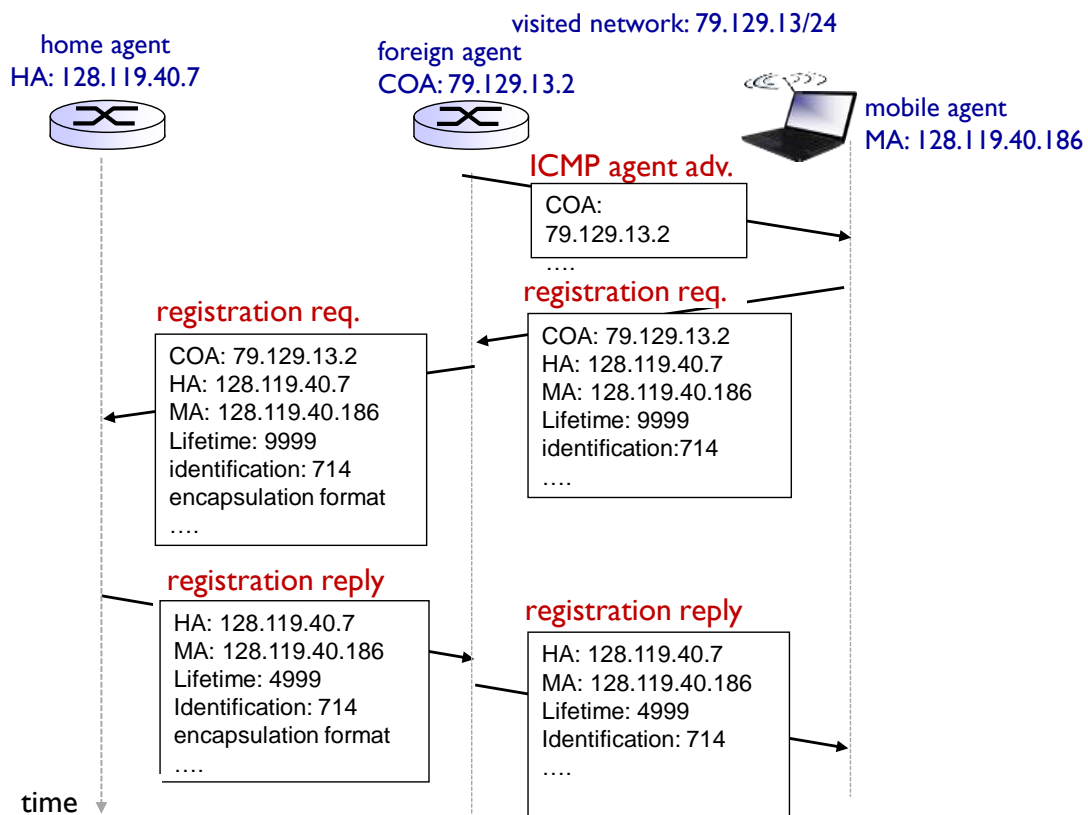 visited network: 79.129.13/24
home agent
HA: 128.119.40.7
foreign agent
COA: 79.129.13.2
mobile agent
MA: 128.119.40.186
ICMP agent adv.
COA:
79.129.13.2
....
registration req.
COA: 79.129.13.2
HA: 128.119.40.7
MA: 128.119.40.186
Lifetime: 9999
identification:714
....
registration req.
COA: 79.129.13.2
HA: 128.119.40.7
MA: 128.119.40.186
Lifetime: 9999
identification: 714
encapsulation format
....
registration reply
HA: 128.119.40.7
MA: 128.119.40.186
Lifetime: 4999
Identification: 714
encapsulation format
....
registration reply
HA: 128.119.40.7
MA: 128.119.40.186
Lifetime: 4999
Identification: 714
....
time